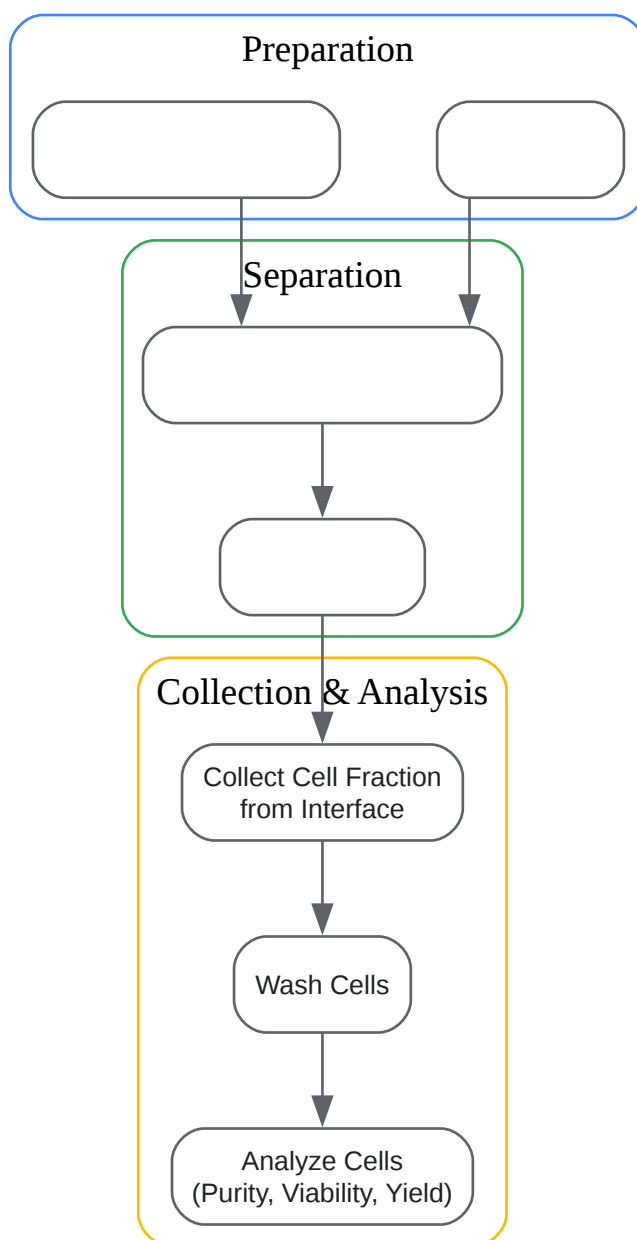 Preparation
Separation
Collection & Analysis
Collect Cell Fraction
from Interface
Wash Cells
Analyze Cells
(Purity, Viability, Yield)